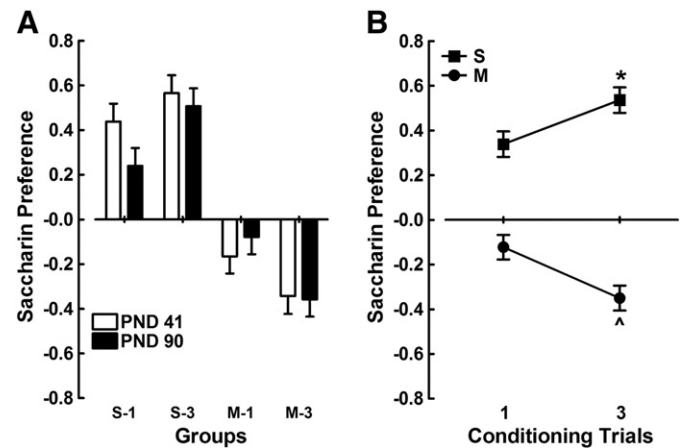 A
B
Saccharin Preference
0.8
0.6
0.4
0.2
-0.0
-0.2
-0.4
-0.6
-0.8
PND 41
PND 90
S-1 S-3 M-1 M-3
Groups
Saccharin Preference
0.8
0.6
0.4
0.2
-0.0
-0.2
-0.4
-0.6
-0.8
S
M
*
^
1 3
Conditioning Trials